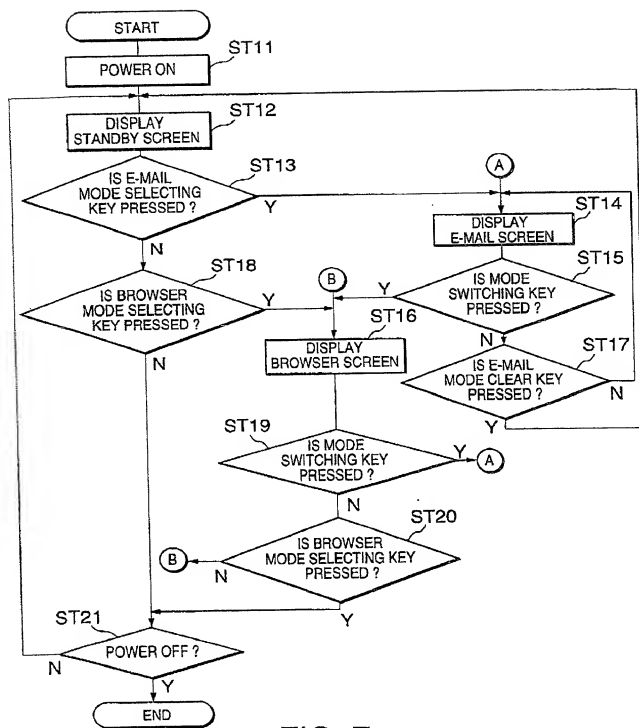 START
ST11
POWER ON
ST12
DISPLAY
STANDBY SCREEN
ST13
IS E-MAIL
MODE SELECTING
KEY PRESSED ?
Y
N
A
ST14
DISPLAY
E-MAIL SCREEN
ST15
IS MODE
SWITCHING KEY
PRESSED ?
Y
N
ST18
IS BROWSER
MODE SELECTING
KEY PRESSED ?
Y
N
B
ST16
DISPLAY
BROWSER SCREEN
ST17
IS E-MAIL
MODE CLEAR KEY
PRESSED ?
N
Y
ST19
IS MODE
SWITCHING KEY
PRESSED ?
Y
A
N
ST20
IS BROWSER
MODE SELECTING KEY
PRESSED ?
B
N
Y
ST21
POWER OFF ?
N
Y
END